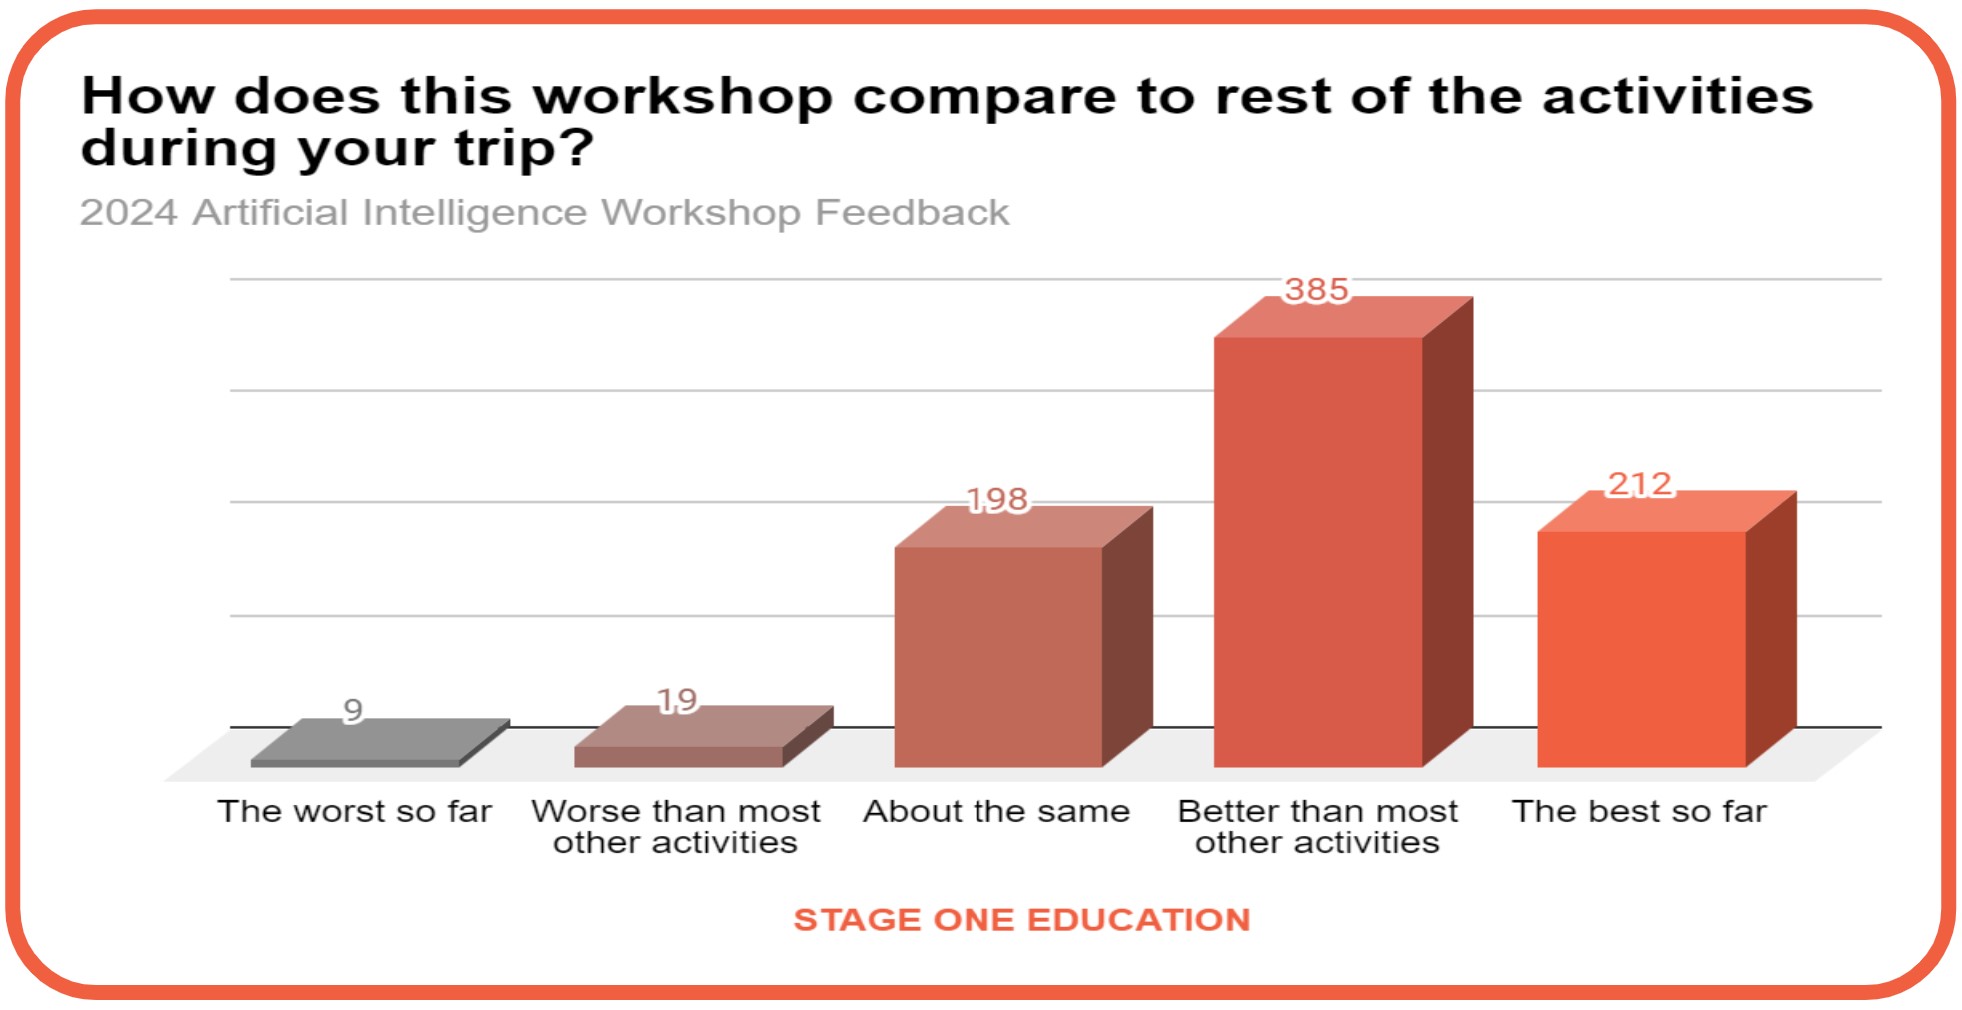 How does this workshop compare to rest of the activities
during your trip?
2024 Artificial Intelligence Workshop Feedback
385
212
198
19
9
The worst so far
Worse than most
other activities
About the same
Better than most
other activities
The best so far
STAGE ONE EDUCATION